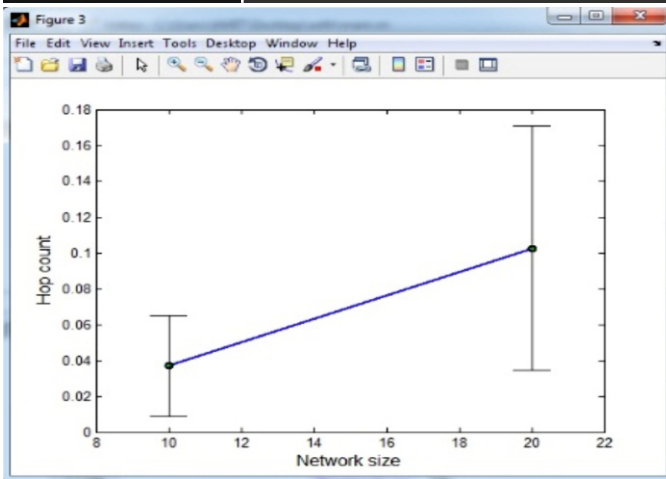 Figure 3
File Edit View Insert Tools Desktop Window Help
0.18
0.16
0.14
0.12
0.1
0.08
0.06
0.04
0.02
0
Hop count
8 10 12 14 16 18 20 22
Network size